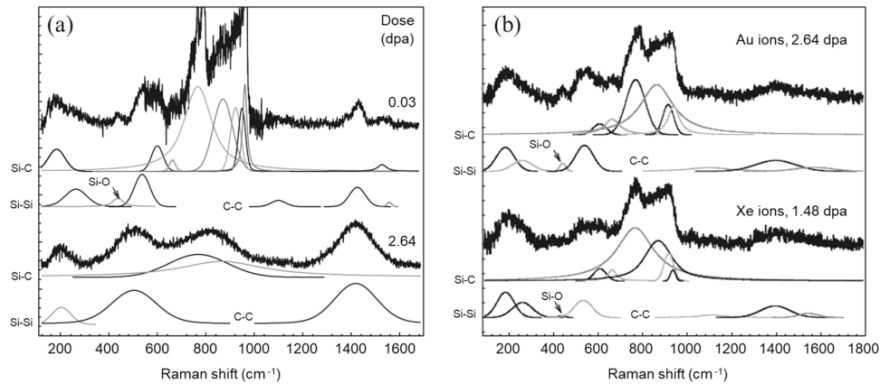 (a)
Dose
(dpa)
0.03
Si-C
Si-O
Si-Si
C-C
2.64
Si-C
Si-Si
C-C
200 400 600 800 1000 1200 1400 1600
Raman shift (cm⁻¹)
(b)
Au ions, 2.64 dpa
Si-C
Si-O
Si-Si
C-C
Xe ions, 1.48 dpa
Si-C
Si-O
Si-Si
C-C
200 400 600 800 1000 1200 1400 1600 1800
Raman shift (cm⁻¹)